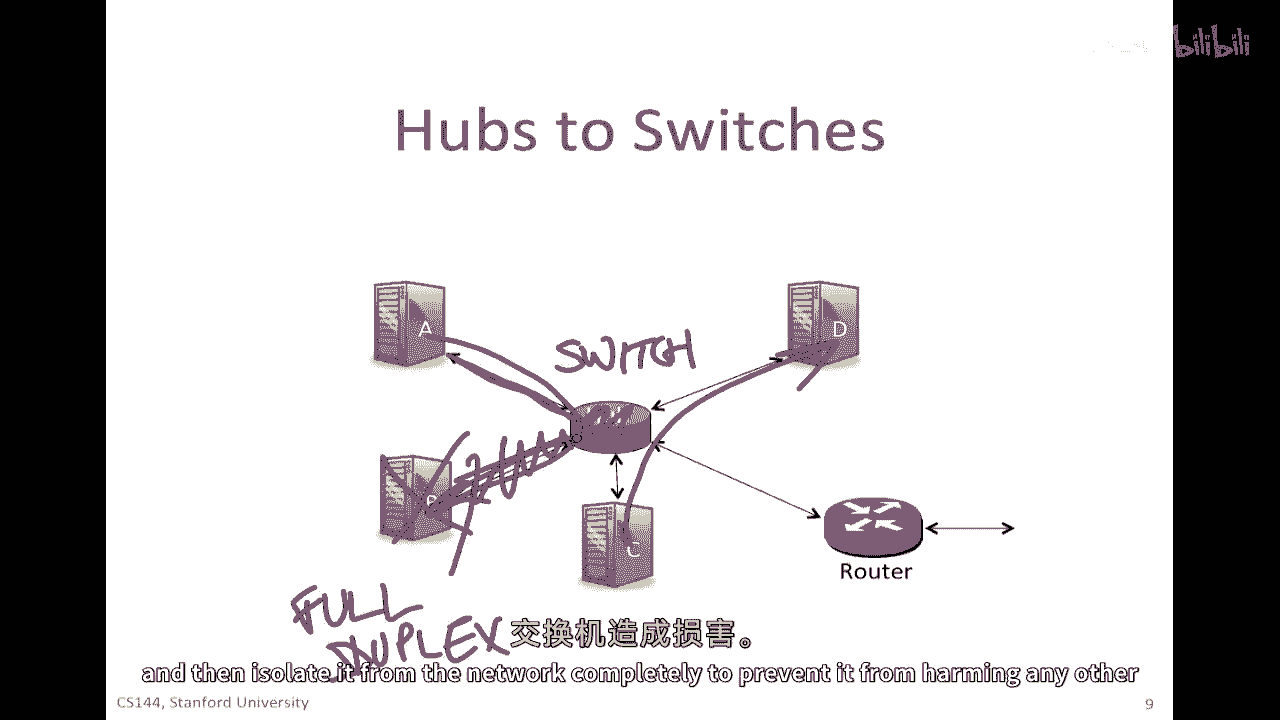 bilibili
Hubs to Switches
A
D
SWITCH
B
C
Router
FULL
DUPLEX
交换机造成损害。
and then isolate it from the network completely to prevent it from harming any other
CS144, Stanford University
9